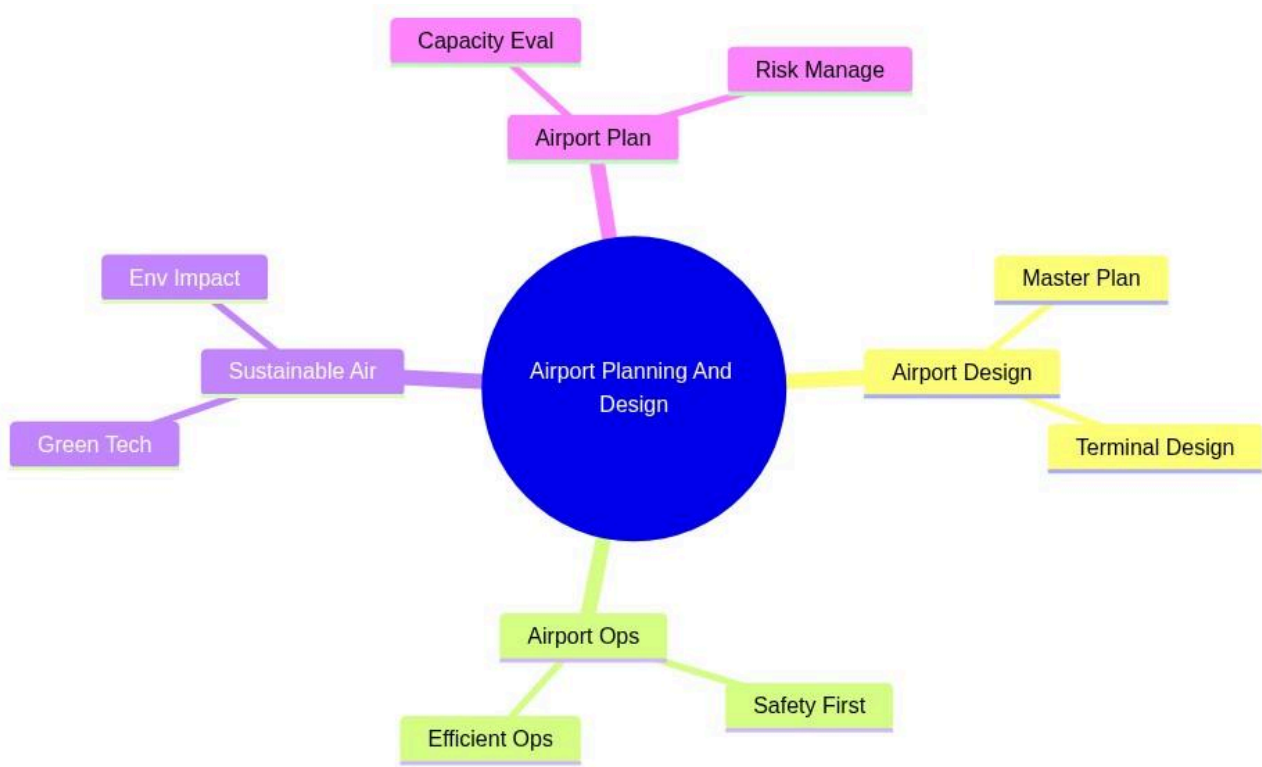 Capacity Eval
Risk Manage
Airport Plan
Env Impact
Master Plan
Sustainable Air
Airport Planning And
Design
Airport Design
Green Tech
Terminal Design
Airport Ops
Safety First
Efficient Ops